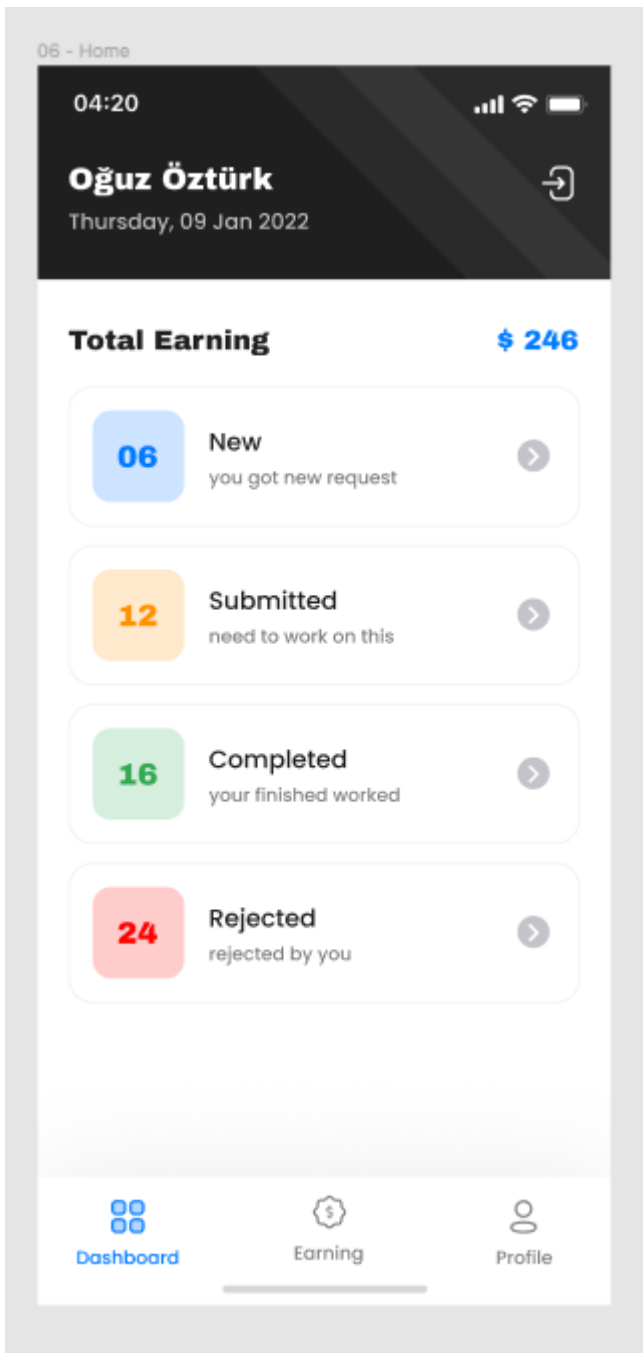 06 - Home
04:20
Oğuz Öztürk
Thursday, 09 Jan 2022
Total Earning
$ 246
06
New
you got new request
12
Submitted
need to work on this
16
Completed
your finished worked
24
Rejected
rejected by you
$
Dashboard
Earning
Profile